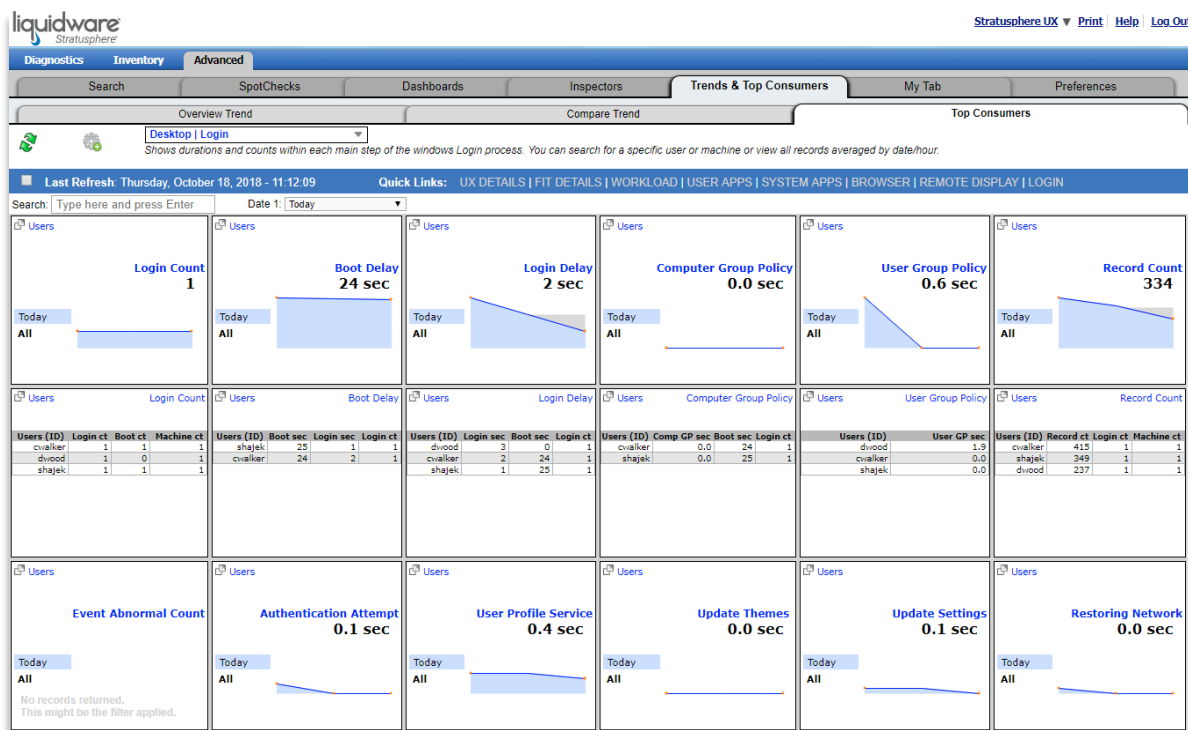 liquidware
Stratusphere
Stratusphere UX ▼ Print Help Log Out
Diagnostics Inventory Advanced
Search SpotChecks Dashboards Inspectors Trends & Top Consumers My Tab Preferences
Overview Trend Compare Trend Top Consumers
Desktop | Login
Shows durations and counts within each main step of the windows Login process. You can search for a specific user or machine or view all records averaged by date/hour.
Last Refresh: Thursday, October 18, 2018 - 11:12:09 Quick Links: UX DETAILS | FIT DETAILS | WORKLOAD | USER APPS | SYSTEM APPS | BROWSER | REMOTE DISPLAY | LOGIN
Search: Type here and press Enter Date 1: Today
Users Users Users Users Users Users
Login Count Boot Delay Login Delay Computer Group Policy User Group Policy Record Count
1 24 sec 2 sec 0.0 sec 0.6 sec 334
Today Today Today Today Today Today
All All All All All All
Users Login Count Users Boot Delay Users Login Delay Users Computer Group Policy Users User Group Policy Users Record Count
Users (ID) Login ct Boot ct Machine ct Users (ID) Boot sec Login sec Login ct Users (ID) Login sec Boot sec Login ct Users (ID) Comp GP sec Boot sec Login ct Users (ID) User GP sec Users (ID) Record ct Login ct Machine ct
cwalker 1 1 1 shajek 25 1 1 dwood 3 0 1 cwalker 0.0 24 1 dwood 1.9 cwalker 415 1 1
dwood 1 0 1 cwalker 24 2 1 cwalker 2 24 1 shajek 0.0 25 1 cwalker 0.0 shajek 349 1 1
shajek 1 1 1 shajek 1 25 1 shajek 0.0 dwood 237 1 1
Users Users Users Users Users Users
Event Abnormal Count Authentication Attempt User Profile Service Update Themes Update Settings Restoring Network
0.1 sec 0.4 sec 0.0 sec 0.1 sec 0.0 sec
Today Today Today Today Today Today
All All All All All All
No records returned.
This might be the filter applied.